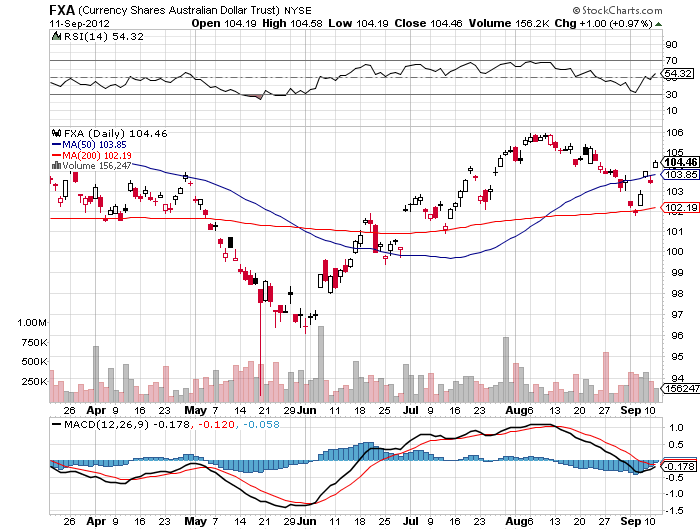 FXA (Currency Shares Australian Dollar Trust) NYSE © StockCharts.com
11-Sep-2012 Open 104.19 High 104.58 Low 104.19 Close 104.46 Volume 156.2K Chg +1.00 (+0.97%)
RSI(14) 54.32
90
70
54.32
50
30
10
FXA (Daily) 104.46
MA(50) 103.85
MA(200) 102.19
Volume 156,247
106
105
104.46
103.85
103
102.19
101
100
99
98
97
96
95
94
1.00M
750K
500K
250K
156247
26 Apr 9 16 23 May 7 14 21 29 Jun 11 18 25 Jul 9 16 23 Aug 6 13 20 27 Sep 10
MACD(12,26,9) -0.178, -0.120, -0.058
1.0
0.5
0.0
-0.178
-0.5
-1.0
-1.5
26 Apr 9 16 23 May 7 14 21 29 Jun 11 18 25 Jul 9 16 23 Aug 6 13 20 27 Sep 10